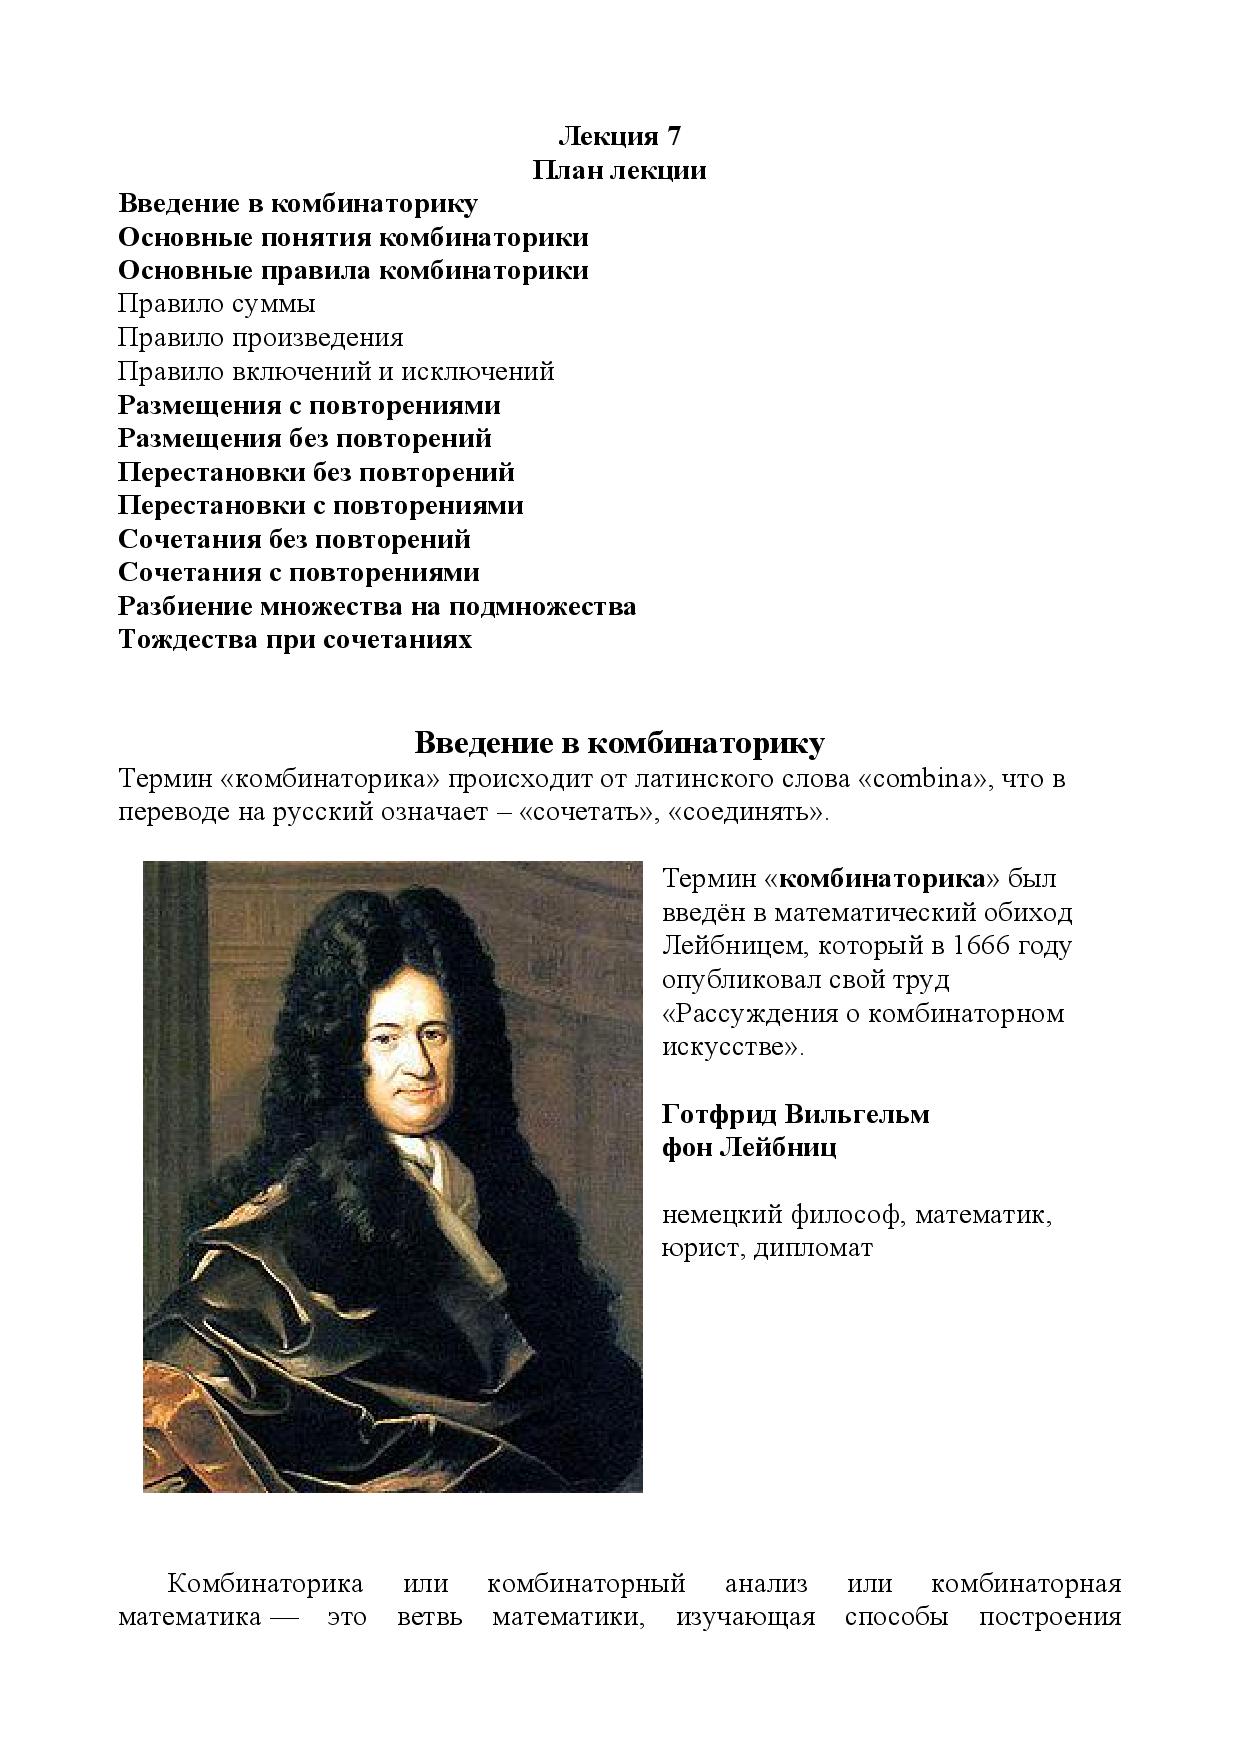 Лекция 7
План лекции
Введение в комбинаторику
Основные понятия комбинаторики
Основные правила комбинаторики
Правило суммы
Правило произведения
Правило включений и исключений
Размещения с повторениями
Размещения без повторений
Перестановки без повторений
Перестановки с повторениями
Сочетания без повторений
Сочетания с повторениями
Разбиение множества на подмножества
Тождества при сочетаниях
Введение в комбинаторику
Термин «комбинаторика» происходит от латинского слова «combina», что в
переводе на русский означает – «сочетать», «соединять».
Термин «комбинаторика» был
введён в математический обиход
Лейбницем, который в 1666 году
опубликовал свой труд
«Рассуждения о комбинаторном
искусстве».
Готфрид Вильгельм
фон Лейбниц
немецкий философ, математик,
юрист, дипломат
Комбинаторика или комбинаторный анализ или комбинаторная
математика — это ветвь математики, изучающая способы построения